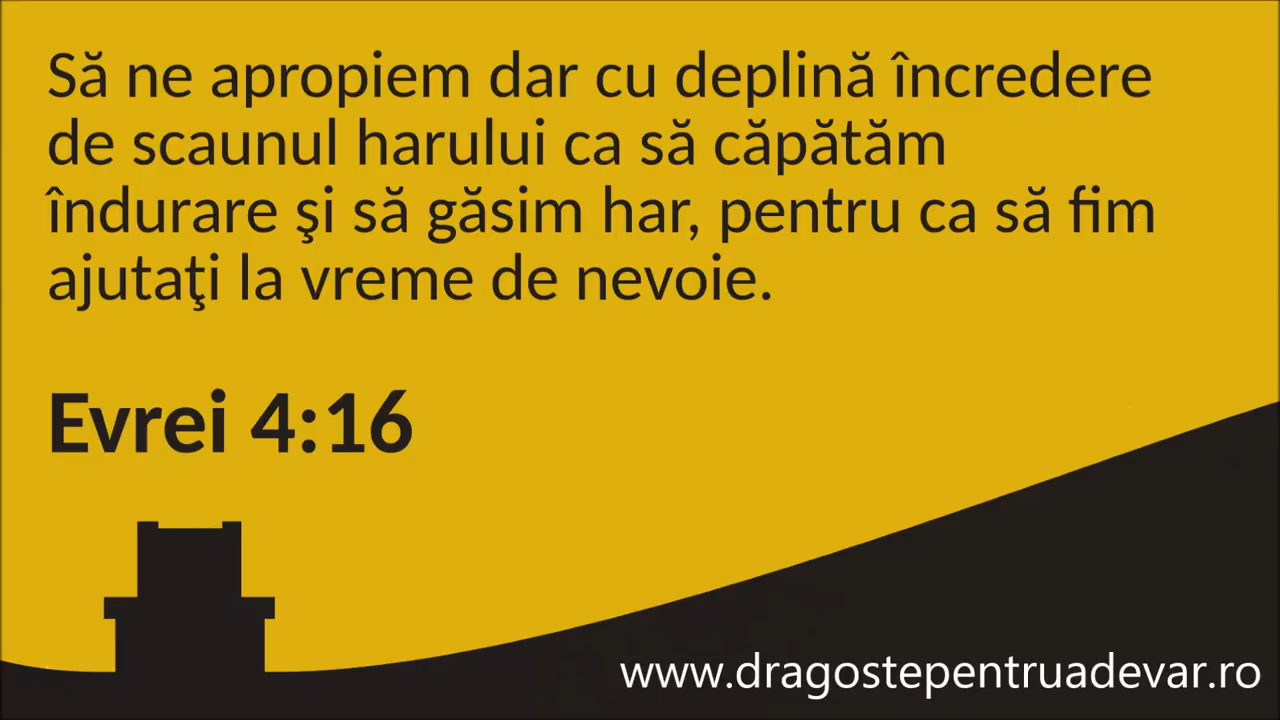 Să ne apropiem dar cu deplină încredere
de scaunul harului ca să căpătăm
îndurare şi să găsim har, pentru ca să fim
ajutaţi la vreme de nevoie.
Evrei 4:16
www.dragostepentruadevar.ro